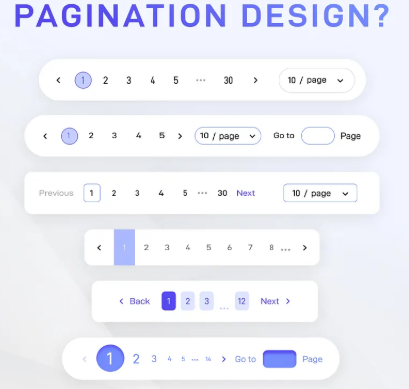 PAGINATION DESIGN?
< 1 2 3 4 5 ... 30 > 10 / page
< 1 2 3 4 5 > 10 / page Go to Page
Previous 1 2 3 4 5 ... 30 Next 10 / page
< 1 2 3 4 5 6 7 8 ... >
< Back 1 2 3 ... 12 Next >
< 1 2 3 4 5 ... 14 > Go to Page